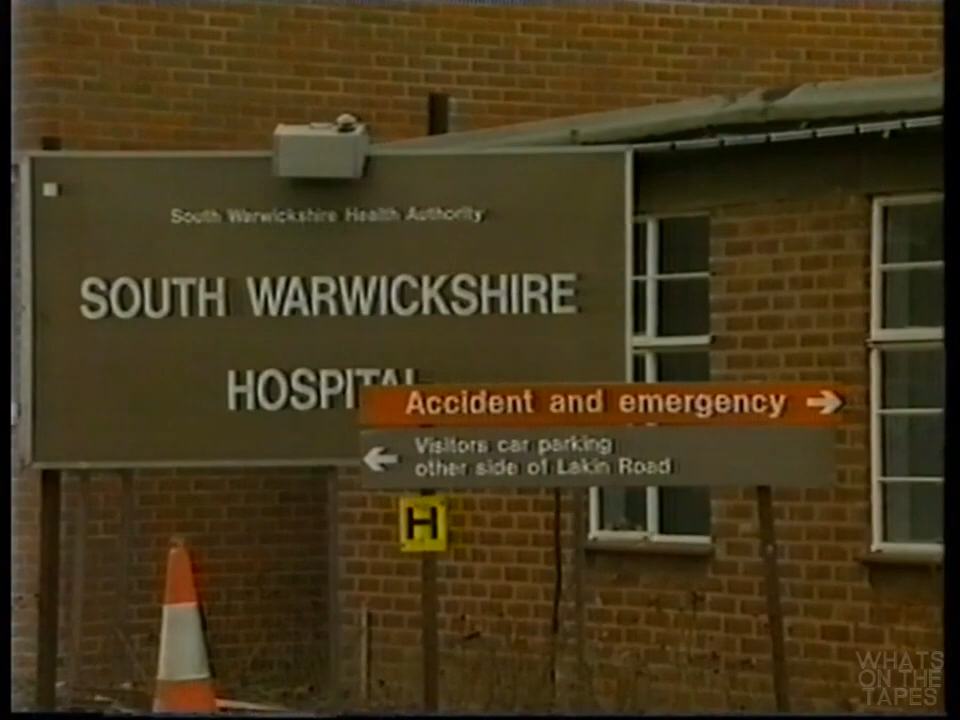 South Warwickshire Health Authority
SOUTH WARWICKSHIRE
HOSPITAL
Accident and emergency →
← Visitors car parking
other side of Lakin Road
H
WHATS
ON THE
TAPES